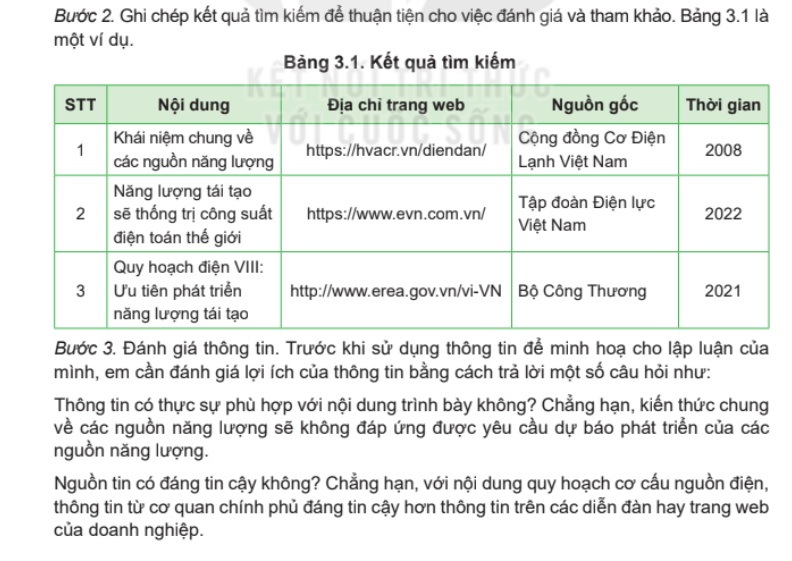 Bước 2. Ghi chép kết quả tìm kiếm để thuận tiện cho việc đánh giá và tham khảo. Bảng 3.1 là
một ví dụ.
Bảng 3.1. Kết quả tìm kiếm
KẾT NỐI TRI THỨC
VỚI CUỘC SỐNG
STT Nội dung Địa chỉ trang web Nguồn gốc Thời gian
1 Khái niệm chung về
các nguồn năng lượng https://hvacr.vn/diendan/ Cộng đồng Cơ Điện
Lạnh Việt Nam 2008
2 Năng lượng tái tạo
sẽ thống trị công suất
điện toán thế giới https://www.evn.com.vn/ Tập đoàn Điện lực
Việt Nam 2022
3 Quy hoạch điện VIII:
Ưu tiên phát triển
năng lượng tái tạo http://www.erea.gov.vn/vi-VN Bộ Công Thương 2021
Bước 3. Đánh giá thông tin. Trước khi sử dụng thông tin để minh hoạ cho lập luận của
mình, em cần đánh giá lợi ích của thông tin bằng cách trả lời một số câu hỏi như:
Thông tin có thực sự phù hợp với nội dung trình bày không? Chẳng hạn, kiến thức chung
về các nguồn năng lượng sẽ không đáp ứng được yêu cầu dự báo phát triển của các
nguồn năng lượng.
Nguồn tin có đáng tin cậy không? Chẳng hạn, với nội dung quy hoạch cơ cấu nguồn điện,
thông tin từ cơ quan chính phủ đáng tin cậy hơn thông tin trên các diễn đàn hay trang web
của doanh nghiệp.